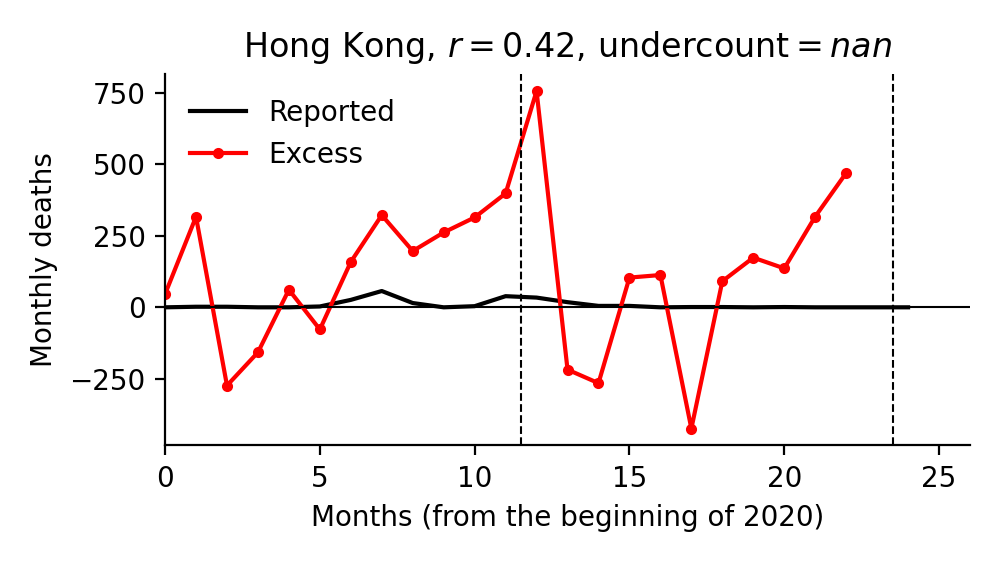 Hong Kong, r = 0.42, undercount = nan
Monthly deaths
750
500
250
0
−250
Reported
Excess
0 5 10 15 20 25
Months (from the beginning of 2020)